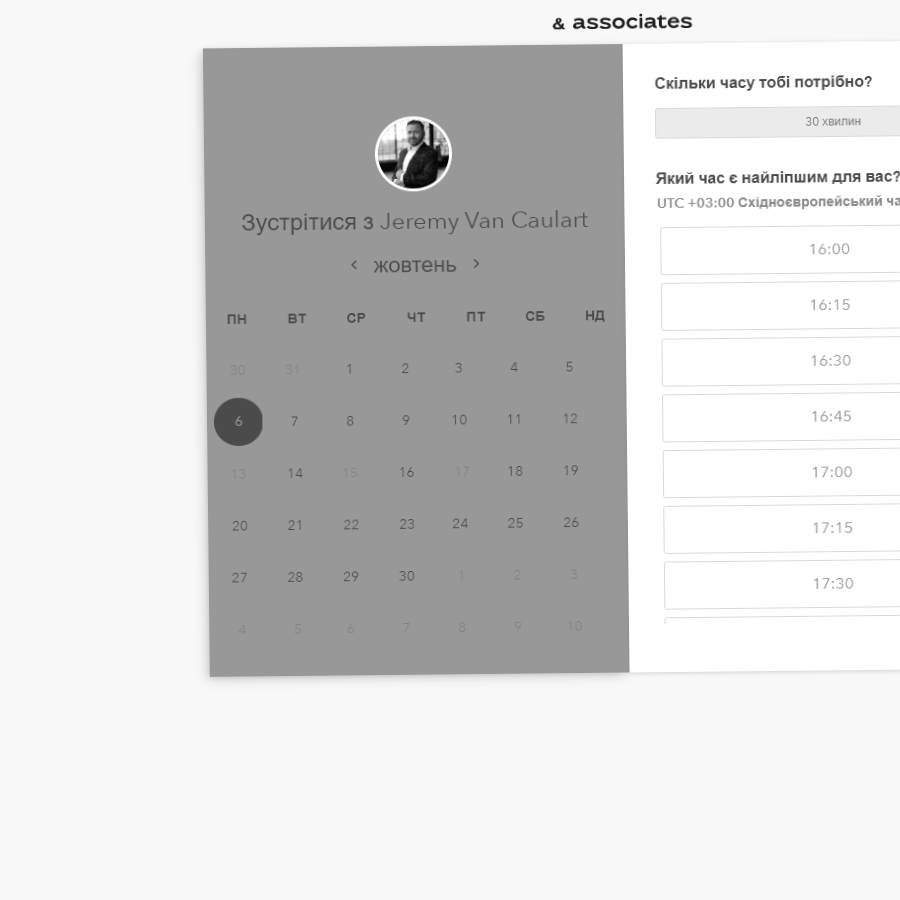 & associates
Зустрітися з Jeremy Van Caulart
жовтень
ПН ВТ СР ЧТ ПТ СБ НД
30 31 1 2 3 4 5
6 7 8 9 10 11 12
13 14 15 16 17 18 19
20 21 22 23 24 25 26
27 28 29 30 1 2 3
4 5 6 7 8 9 10
Скільки часу тобі потрібно?
30 хвилин
Який час є найліпшим для вас?
UTC +03:00 Східноєвропейський ча
16:00
16:15
16:30
16:45
17:00
17:15
17:30